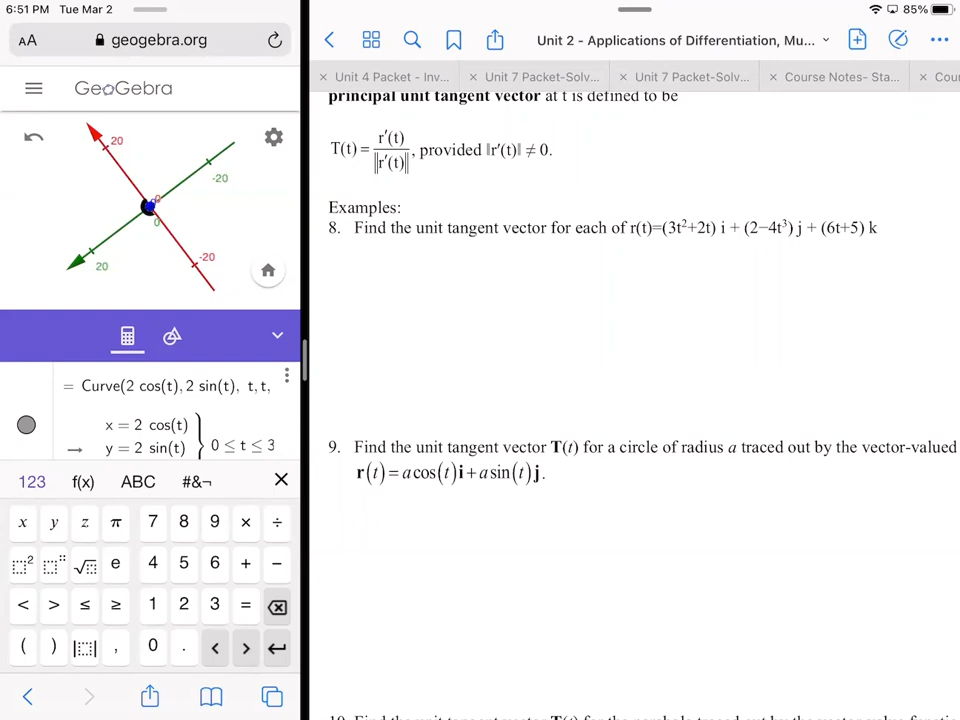 6:51 PM Tue Mar 2
85%
AA geogebra.org
GeoGebra
20
-20
0
0
20
-20
= Curve(2 cos(t), 2 sin(t), t, t,
x = 2 cos(t)
→ y = 2 sin(t) } 0 ≤ t ≤ 3
123 f(x) ABC #&¬
x y z π 7 8 9 × ÷
e 4 5 6 + −
< > ≤ ≥ 1 2 3 =
( ) , 0 . < >
Unit 2 - Applications of Differentiation, Mu...
Unit 4 Packet - Inv...
Unit 7 Packet-Solv...
Unit 7 Packet-Solv...
Course Notes- Sta...
Cou
principal unit tangent vector at t is defined to be
T(t) = r′(t) / ‖r′(t)‖, provided ‖r′(t)‖ ≠ 0.
Examples:
8. Find the unit tangent vector for each of r(t)=(3t²+2t) i + (2−4t³) j + (6t+5) k
9. Find the unit tangent vector T(t) for a circle of radius a traced out by the vector-valued
r(t) = a cos(t)i + a sin(t)j.